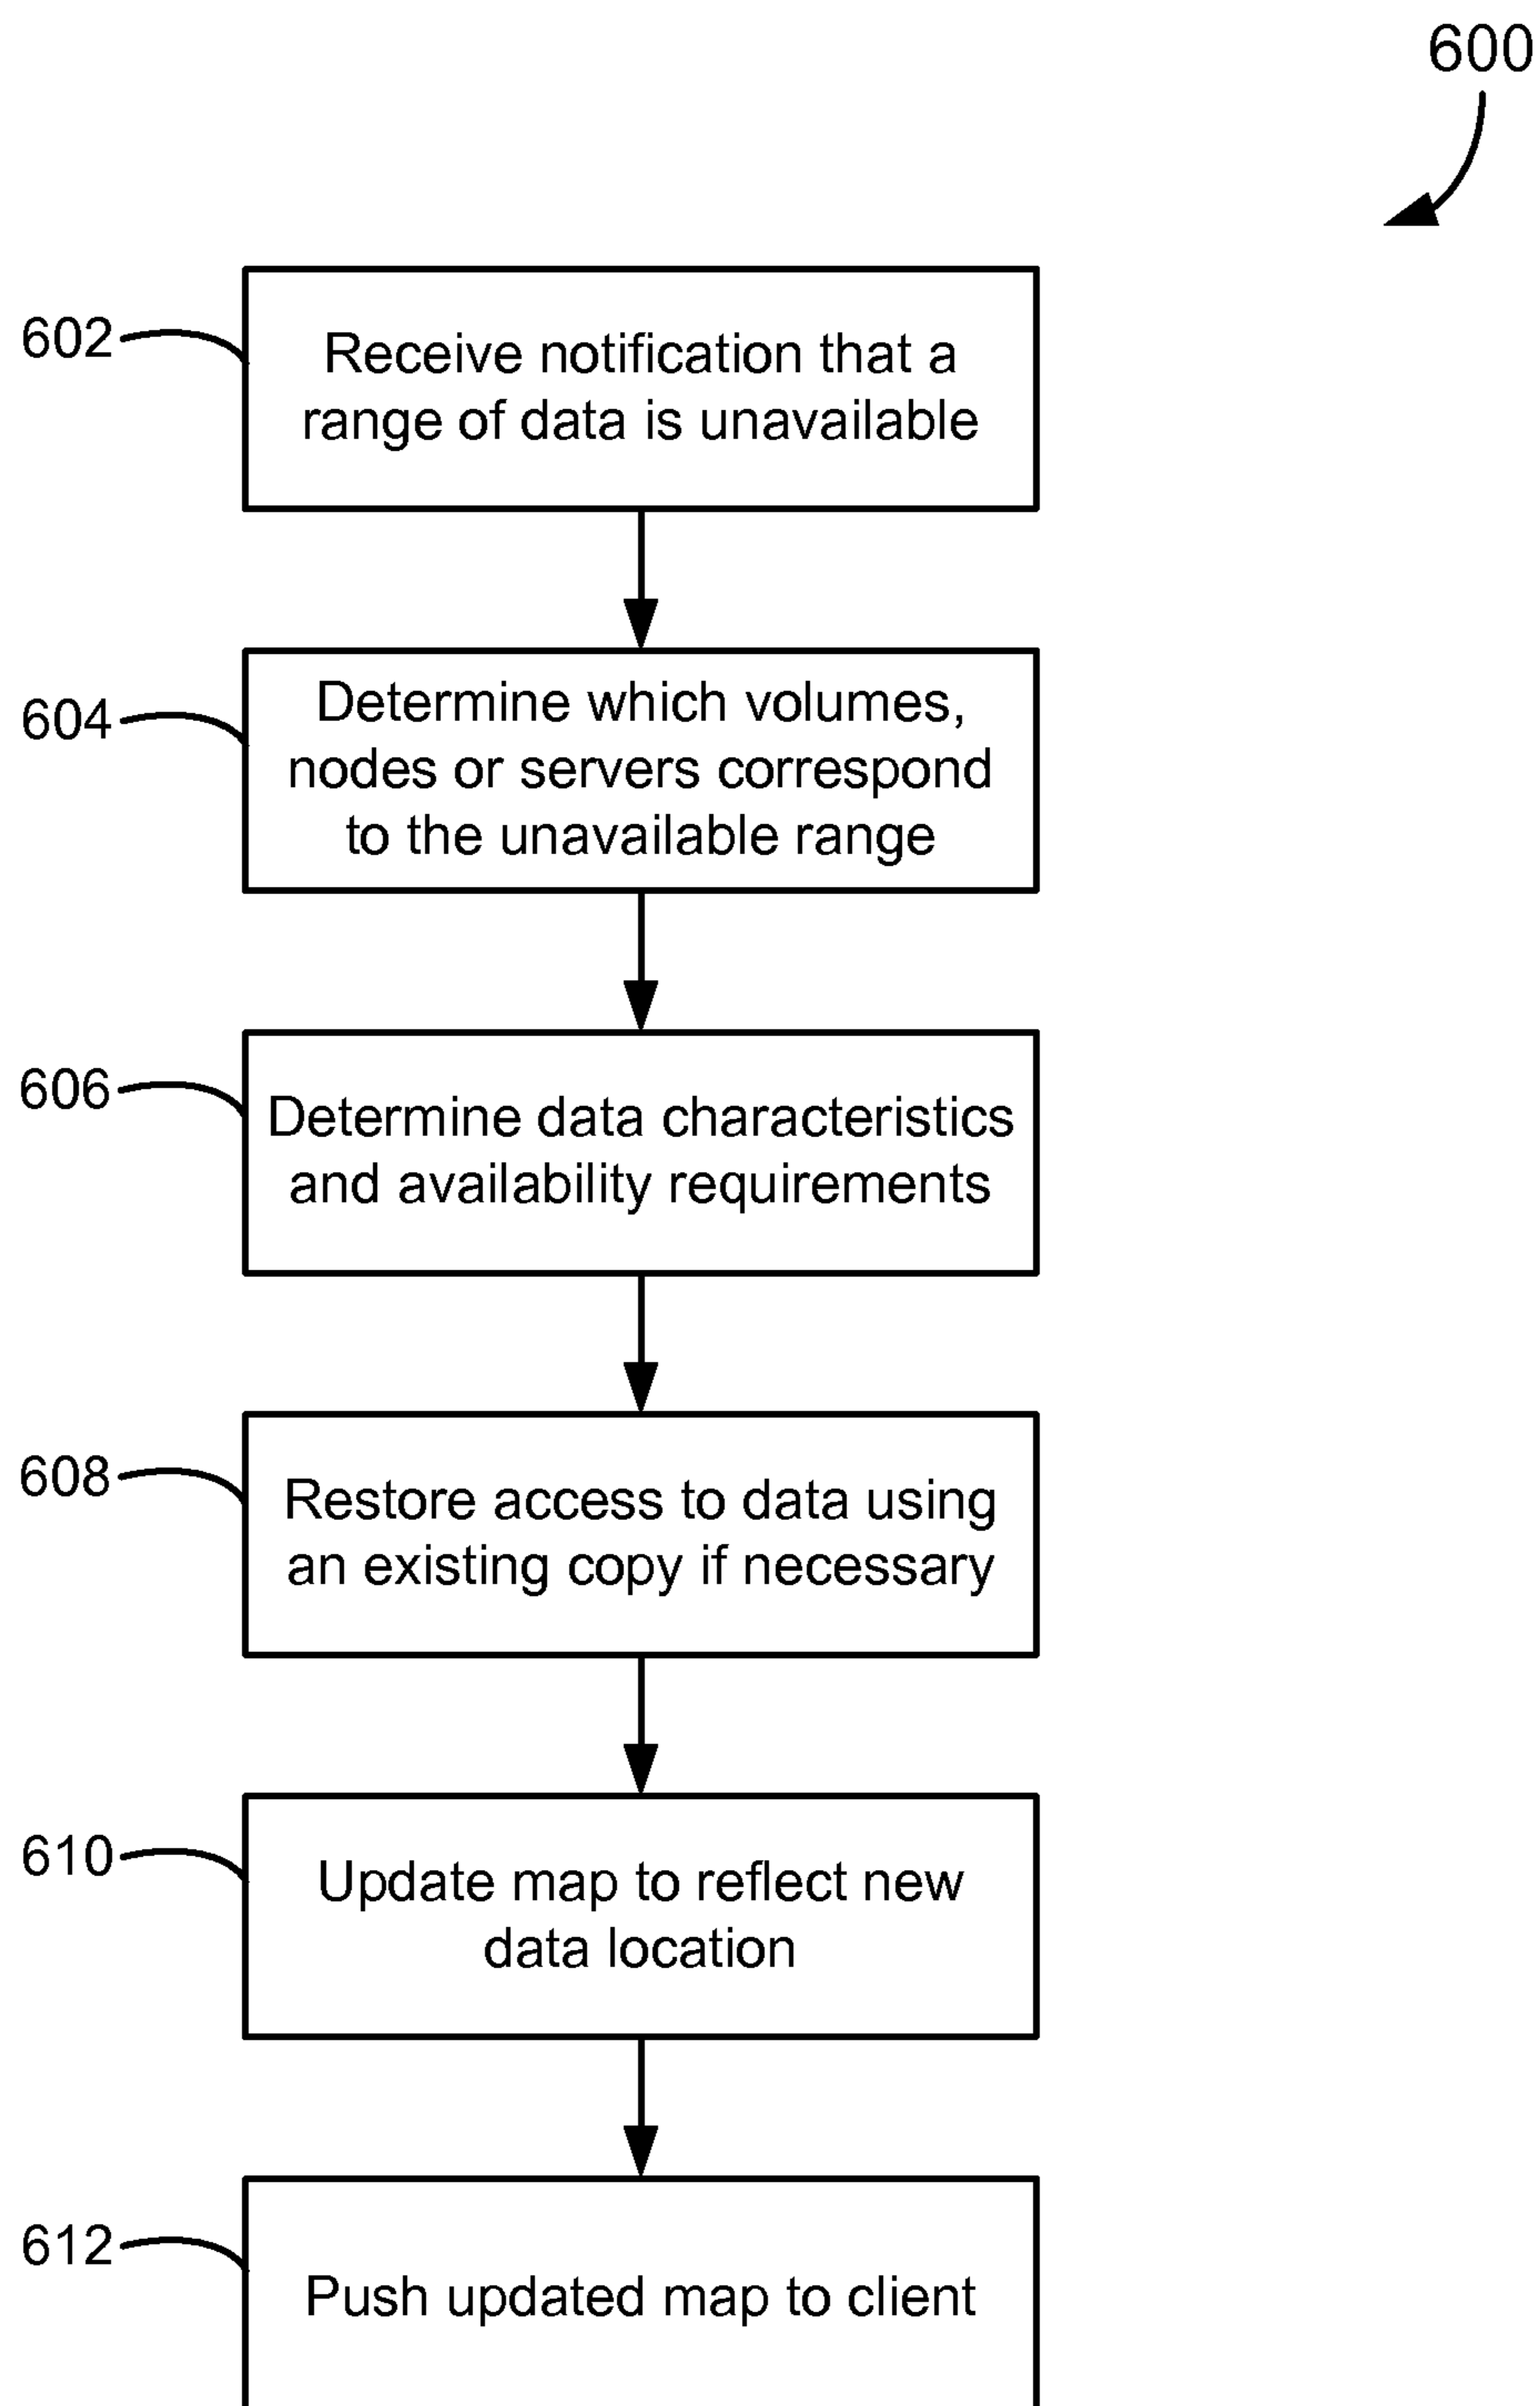 600
602
Receive notification that a
range of data is unavailable
604
Determine which volumes,
nodes or servers correspond
to the unavailable range
606
Determine data characteristics
and availability requirements
608
Restore access to data using
an existing copy if necessary
610
Update map to reflect new
data location
612
Push updated map to client